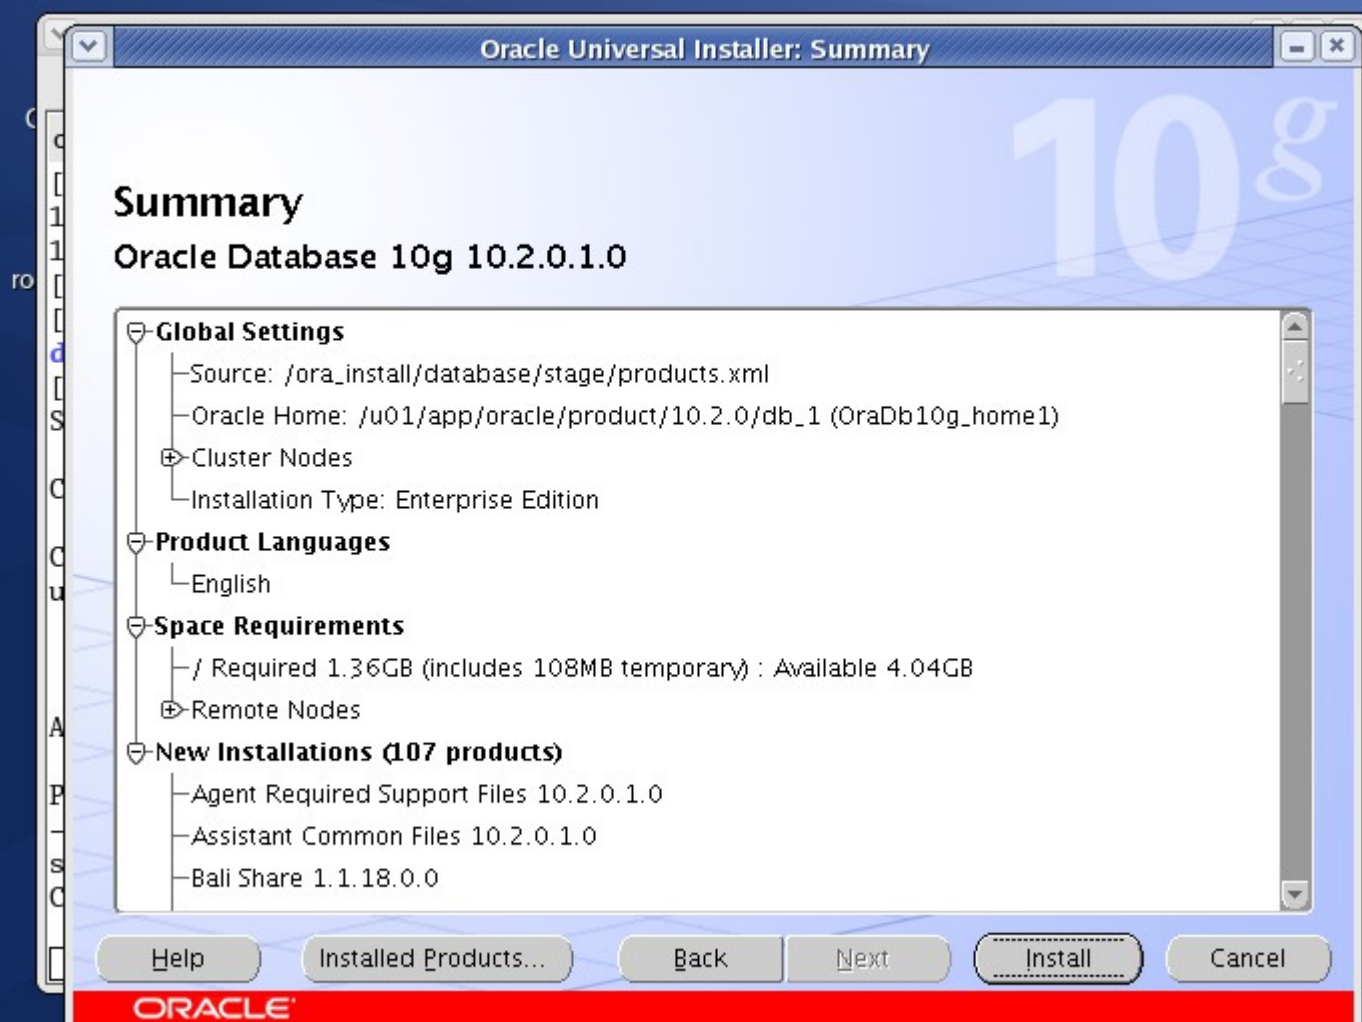 Oracle Universal Installer: Summary
10g
Summary
Oracle Database 10g 10.2.0.1.0
ro
Global Settings
Source: /ora_install/database/stage/products.xml
Oracle Home: /u01/app/oracle/product/10.2.0/db_1 (OraDb10g_home1)
Cluster Nodes
Installation Type: Enterprise Edition
Product Languages
English
Space Requirements
/ Required 1.36GB (includes 108MB temporary) : Available 4.04GB
Remote Nodes
New Installations (107 products)
Agent Required Support Files 10.2.0.1.0
Assistant Common Files 10.2.0.1.0
Bali Share 1.1.18.0.0
Help Installed Products... Back Next Install Cancel
ORACLE